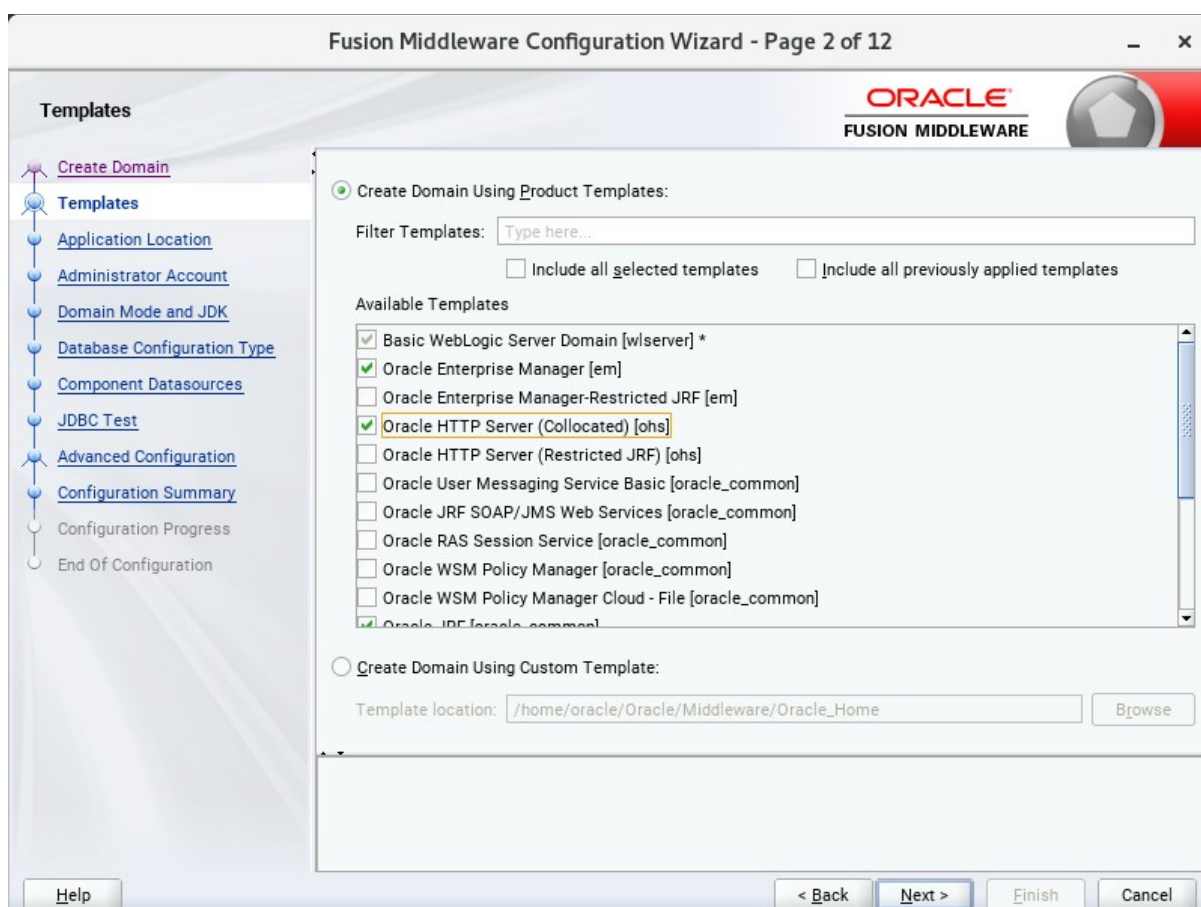 Fusion Middleware Configuration Wizard - Page 2 of 12
Templates
ORACLE
FUSION MIDDLEWARE
Create Domain
Templates
Application Location
Administrator Account
Domain Mode and JDK
Database Configuration Type
Component Datasources
JDBC Test
Advanced Configuration
Configuration Summary
Configuration Progress
End Of Configuration
Create Domain Using Product Templates:
Filter Templates: Type here...
Include all selected templates Include all previously applied templates
Available Templates
Basic WebLogic Server Domain [wlserver] *
Oracle Enterprise Manager [em]
Oracle Enterprise Manager-Restricted JRF [em]
Oracle HTTP Server (Collocated) [ohs]
Oracle HTTP Server (Restricted JRF) [ohs]
Oracle User Messaging Service Basic [oracle_common]
Oracle JRF SOAP/JMS Web Services [oracle_common]
Oracle RAS Session Service [oracle_common]
Oracle WSM Policy Manager [oracle_common]
Oracle WSM Policy Manager Cloud - File [oracle_common]
Oracle JRF [oracle_common]
Create Domain Using Custom Template:
Template location: /home/oracle/Oracle/Middleware/Oracle_Home Browse
Help < Back Next > Finish Cancel